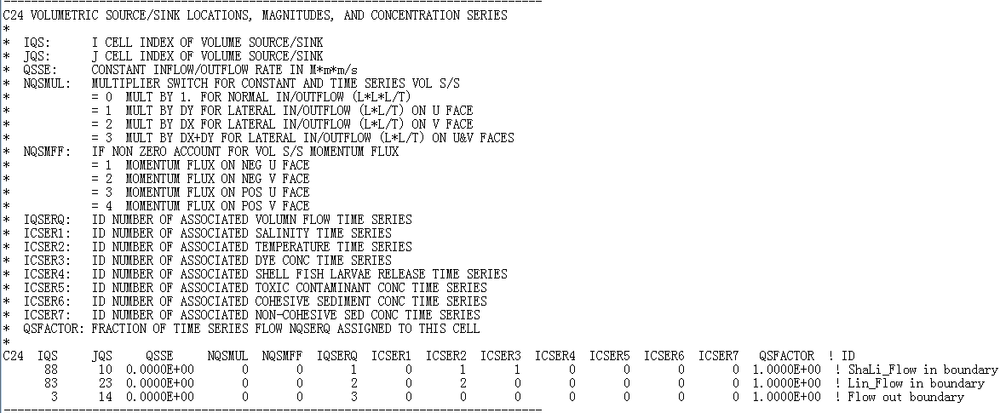 --------------------------------------------------------------------------------
C24 VOLUMETRIC SOURCE/SINK LOCATIONS, MAGNITUDES, AND CONCENTRATION SERIES
*
*  IQS:      I CELL INDEX OF VOLUME SOURCE/SINK
*  JQS:      J CELL INDEX OF VOLUME SOURCE/SINK
*  QSSE:     CONSTANT INFLOW/OUTFLOW RATE IN M*m*m/s
*  NQSMUL:   MULTIPLIER SWITCH FOR CONSTANT AND TIME SERIES VOL S/S
*            = 0  MULT BY 1. FOR NORMAL IN/OUTFLOW (L*L*L/T)
*            = 1  MULT BY DY FOR LATERAL IN/OUTFLOW (L*L/T) ON U FACE
*            = 2  MULT BY DX FOR LATERAL IN/OUTFLOW (L*L/T) ON V FACE
*            = 3  MULT BY DX+DY FOR LATERAL IN/OUTFLOW (L*L/T) ON U&V FACES
*  NQSMFF:   IF NON ZERO ACCOUNT FOR VOL S/S MOMENTUM FLUX
*            = 1  MOMENTUM FLUX ON NEG U FACE
*            = 2  MOMENTUM FLUX ON NEG V FACE
*            = 3  MOMENTUM FLUX ON POS U FACE
*            = 4  MOMENTUM FLUX ON POS V FACE
*  IQSERQ:   ID NUMBER OF ASSOCIATED VOLUMN FLOW TIME SERIES
*  ICSER1:   ID NUMBER OF ASSOCIATED SALINITY TIME SERIES
*  ICSER2:   ID NUMBER OF ASSOCIATED TEMPERATURE TIME SERIES
*  ICSER3:   ID NUMBER OF ASSOCIATED DYE CONC TIME SERIES
*  ICSER4:   ID NUMBER OF ASSOCIATED SHELL FISH LARVAE RELEASE TIME SERIES
*  ICSER5:   ID NUMBER OF ASSOCIATED TOXIC CONTAMINANT CONC TIME SERIES
*  ICSER6:   ID NUMBER OF ASSOCIATED COHESIVE SEDIMENT CONC TIME SERIES
*  ICSER7:   ID NUMBER OF ASSOCIATED NON-COHESIVE SED CONC TIME SERIES
*  QSFACTOR: FRACTION OF TIME SERIES FLOW NQSERQ ASSIGNED TO THIS CELL
*
C24  IQS     JQS     QSSE     NQSMUL  NQSMFF  IQSERQ  ICSER1  ICSER2  ICSER3  ICSER4  ICSER5  ICSER6  ICSER7  QSFACTOR  ! ID
      88      10  0.0000E+00       0       0       1       0       1       1       0       0       0       0  1.0000E+00  ! ShaLi_Flow in boundary
      83      23  0.0000E+00       0       0       2       0       2       0       0       0       0       0  1.0000E+00  ! Lin_Flow in boundary
       3      14  0.0000E+00       0       0       3       0       0       0       0       0       0       0  1.0000E+00  ! Flow out boundary
--------------------------------------------------------------------------------